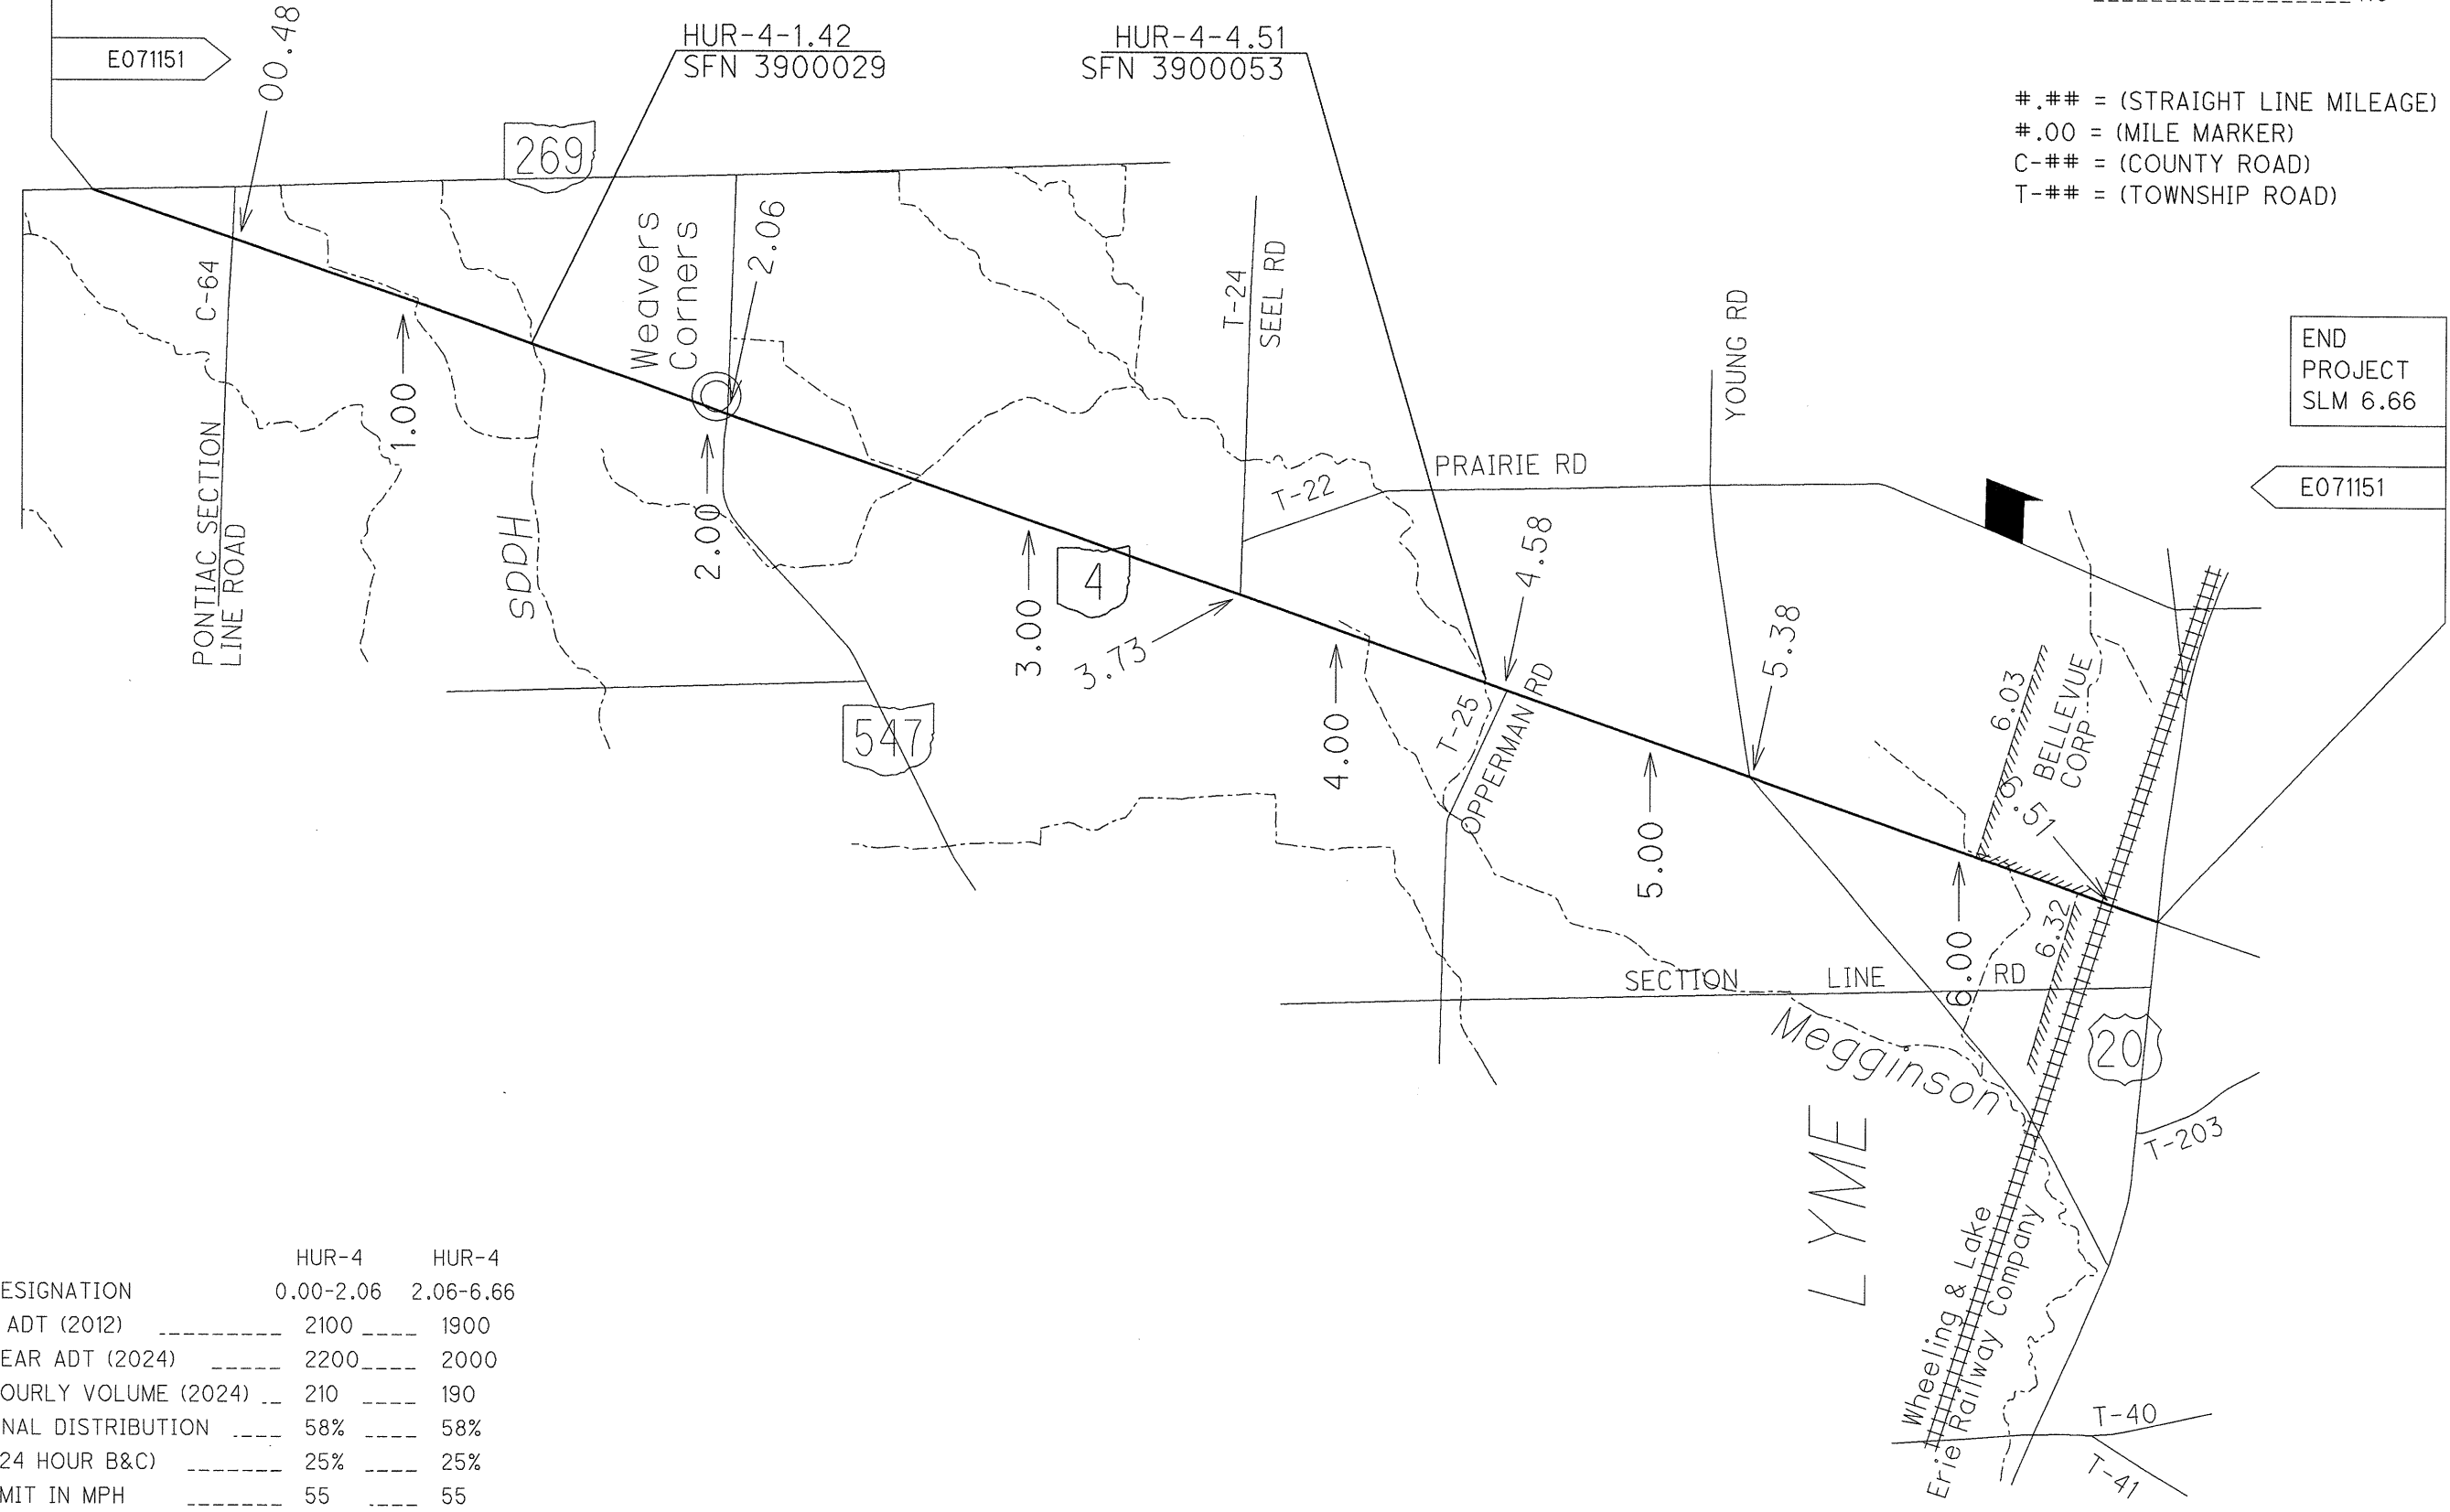 E071151
00.48
HUR-4-1.42
SFN 3900029
HUR-4-4.51
SFN 3900053
#.## = (STRAIGHT LINE MILEAGE)
#.00 = (MILE MARKER)
C-## = (COUNTY ROAD)
T-## = (TOWNSHIP ROAD)
269
Weavers
Corners
2.06
C-64
PONTIAC SECTION
LINE ROAD
1.00
Haas
2.00
T-24
SEEL RD
YOUNG RD
END
PROJECT
SLM 6.66
E071151
PRAIRIE RD
T-22
3.00
4
3.73
4.58
5.38
547
4.00
T-25
OPPERMAN RD
5.00
6.03
BELLEVUE
CORP
6.51
6.00
6.32
SECTION LINE RD
20
Megginson
LYME
T-203
Wheeling & Lake
Erie Railway Company
T-40
T-41
HUR-4 HUR-4
ESIGNATION 0.00-2.06 2.06-6.66
ADT (2012) 2100 1900
EAR ADT (2024) 2200 2000
OURLY VOLUME (2024) 210 190
NAL DISTRIBUTION 58% 58%
24 HOUR B&C) 25% 25%
MIT IN MPH 55 55